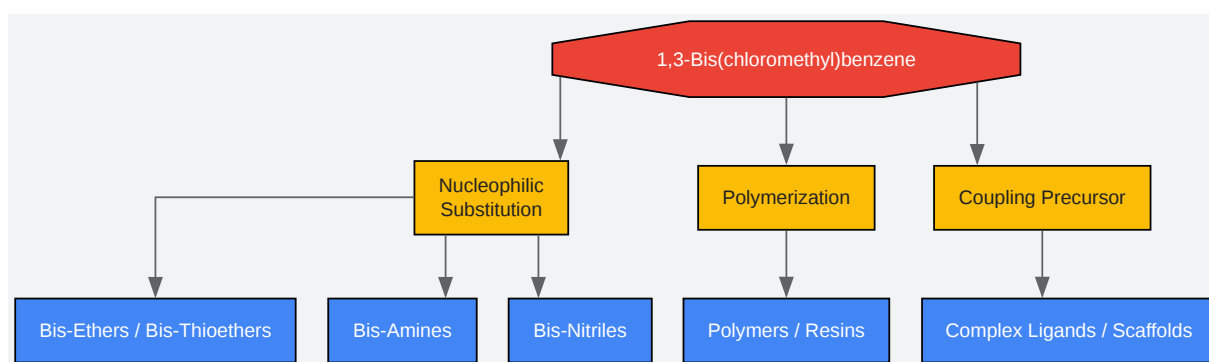 1,3-Bis(chloromethyl)benzene
Nucleophilic
Substitution
Polymerization
Coupling Precursor
Bis-Ethers / Bis-Thioethers
Bis-Amines
Bis-Nitriles
Polymers / Resins
Complex Ligands / Scaffolds